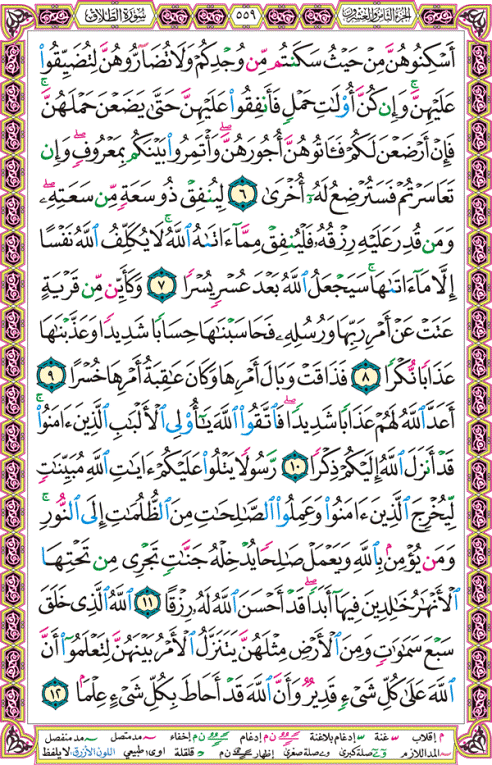 الجزء الثامن والعشرون ٥٥٩ سورة الطلاق
أَسْكِنُوهُنَّ مِنْ حَيْثُ سَكَنتُم مِّن وُجْدِكُمْ وَلَا تُضَآرُّوهُنَّ لِتُضَيِّقُوا۟
عَلَيْهِنَّ ۚ وَإِن كُنَّ أُو۟لَٰتِ حَمْلٍ فَأَنفِقُوا۟ عَلَيْهِنَّ حَتَّىٰ يَضَعْنَ حَمْلَهُنَّ ۚ
فَإِنْ أَرْضَعْنَ لَكُمْ فَـَٔاتُوهُنَّ أُجُورَهُنَّ ۖ وَأْتَمِرُوا۟ بَيْنَكُم بِمَعْرُوفٍ ۖ وَإِن
تَعَاسَرْتُمْ فَسَتُرْضِعُ لَهُۥٓ أُخْرَىٰ ٦ لِيُنفِقْ ذُو سَعَةٍ مِّن سَعَتِهِۦ ۖ
وَمَن قُدِرَ عَلَيْهِ رِزْقُهُۥ فَلْيُنفِقْ مِمَّآ ءَاتَىٰهُ ٱللَّهُ ۚ لَا يُكَلِّفُ ٱللَّهُ نَفْسًا
إِلَّا مَآ ءَاتَىٰهَا ۚ سَيَجْعَلُ ٱللَّهُ بَعْدَ عُسْرٍ يُسْرًا ٧ وَكَأَيِّن مِّن قَرْيَةٍ
عَتَتْ عَنْ أَمْرِ رَبِّهَا وَرُسُلِهِۦ فَحَاسَبْنَٰهَا حِسَابًا شَدِيدًا وَعَذَّبْنَٰهَا
عَذَابًا نُّكْرًا ٨ فَذَاقَتْ وَبَالَ أَمْرِهَا وَكَانَ عَٰقِبَةُ أَمْرِهَا خُسْرًا ٩
أَعَدَّ ٱللَّهُ لَهُمْ عَذَابًا شَدِيدًا ۖ فَٱتَّقُوا۟ ٱللَّهَ يَٰٓأُو۟لِى ٱلْأَلْبَٰبِ ٱلَّذِينَ ءَامَنُوا۟ ۚ
قَدْ أَنزَلَ ٱللَّهُ إِلَيْكُمْ ذِكْرًا ١٠ رَّسُولًا يَتْلُوا۟ عَلَيْكُمْ ءَايَٰتِ ٱللَّهِ مُبَيِّنَٰتٍ
لِّيُخْرِجَ ٱلَّذِينَ ءَامَنُوا۟ وَعَمِلُوا۟ ٱلصَّٰلِحَٰتِ مِنَ ٱلظُّلُمَٰتِ إِلَى ٱلنُّورِ ۚ
وَمَن يُؤْمِنۢ بِٱللَّهِ وَيَعْمَلْ صَٰلِحًا يُدْخِلْهُ جَنَّٰتٍ تَجْرِى مِن تَحْتِهَا
ٱلْأَنْهَٰرُ خَٰلِدِينَ فِيهَآ أَبَدًا ۖ قَدْ أَحْسَنَ ٱللَّهُ لَهُۥ رِزْقًا ١١ ٱللَّهُ ٱلَّذِى خَلَقَ
سَبْعَ سَمَٰوَٰتٍ وَمِنَ ٱلْأَرْضِ مِثْلَهُنَّ يَتَنَزَّلُ ٱلْأَمْرُ بَيْنَهُنَّ لِتَعْلَمُوٓا۟ أَنَّ
ٱللَّهَ عَلَىٰ كُلِّ شَىْءٍ قَدِيرٌ وَأَنَّ ٱللَّهَ قَدْ أَحَاطَ بِكُلِّ شَىْءٍ عِلْمًۢا ١٢
م إقلاب س غنة س إدغام بلاغنة ن م إدغام ن م إخفاء مد متصل مد منفصل
المد اللازم وصلة كبرى وصلة صغرى إظهار ن م قلقلة اوى: طبيعي اللون الأزرق: لا يلفظ